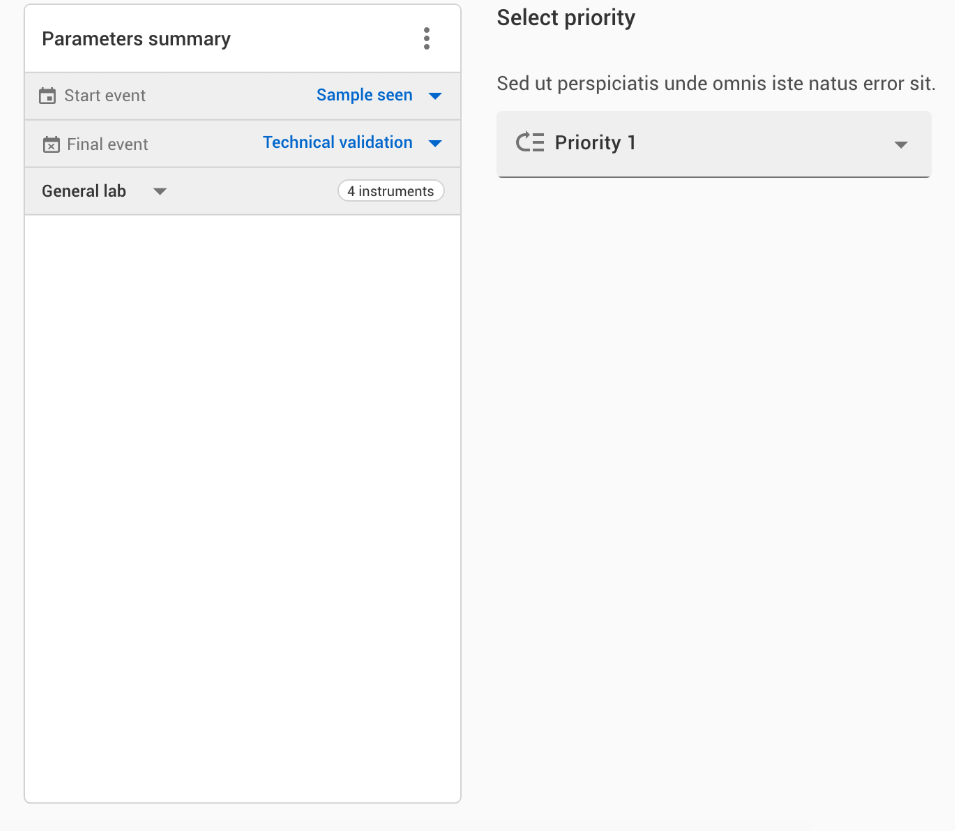 Parameters summary
Start event Sample seen
Final event Technical validation
General lab 4 instruments
Select priority
Sed ut perspiciatis unde omnis iste natus error sit.
Priority 1